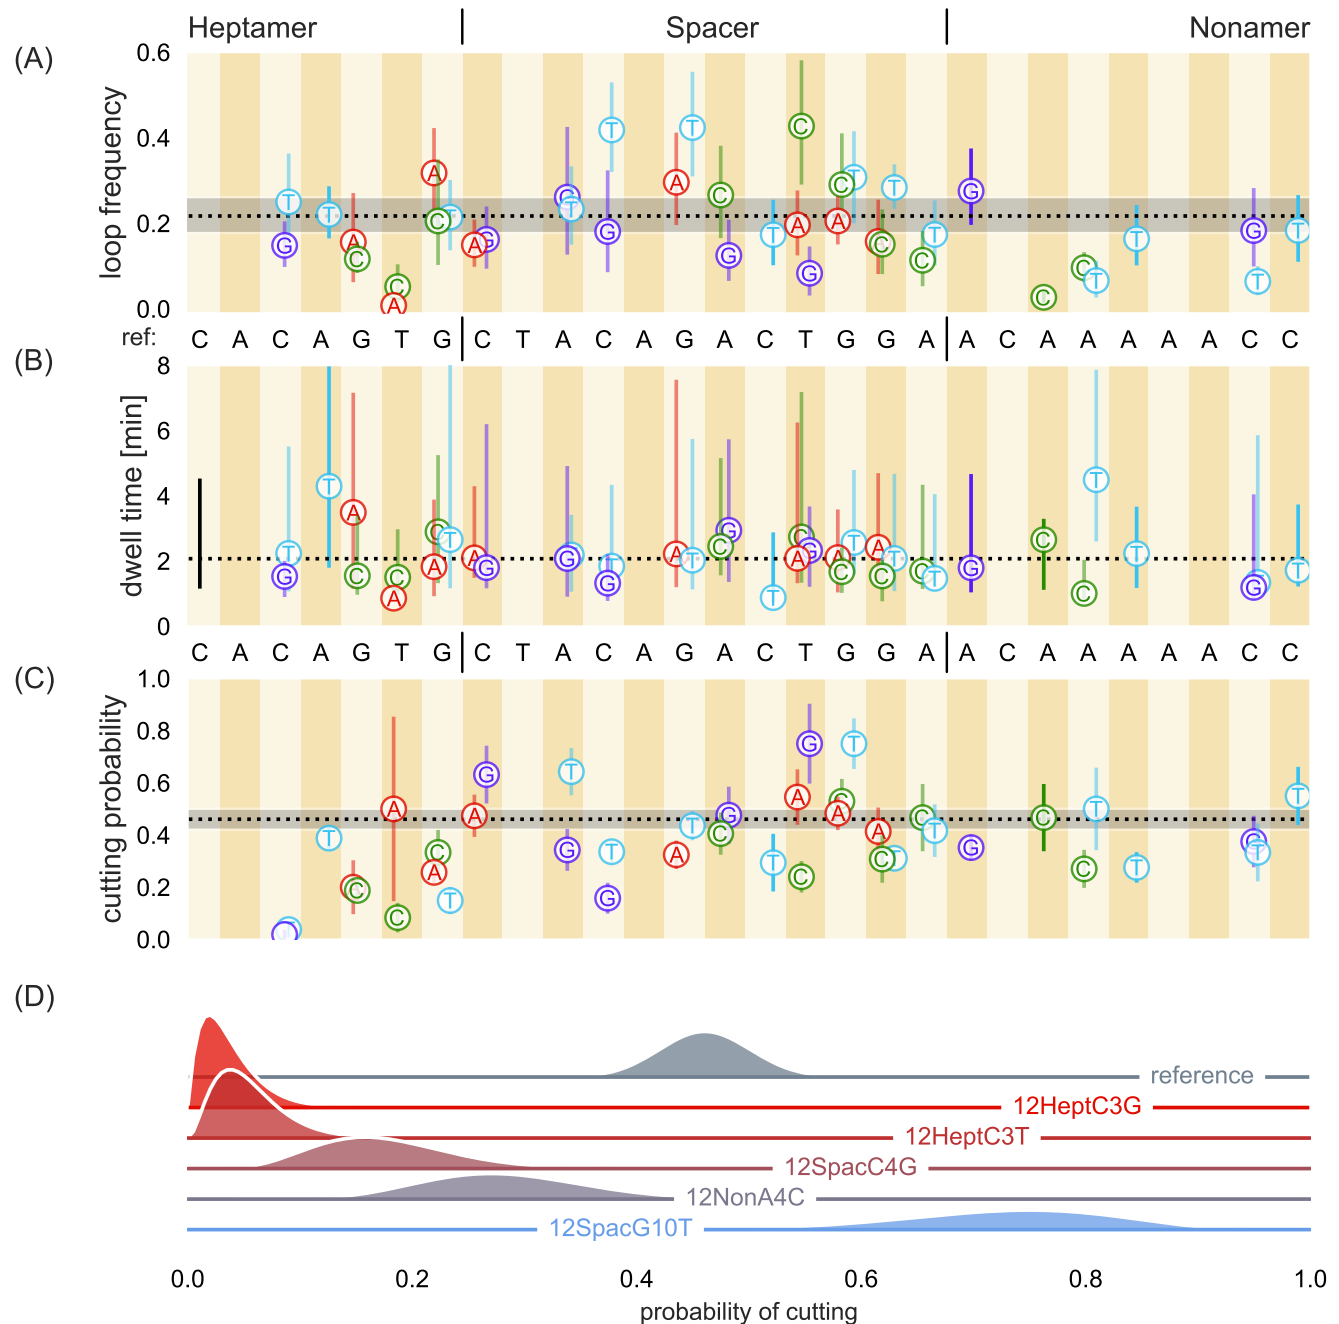 Heptamer Spacer Nonamer
(A)
loop frequency
0.6
0.4
0.2
0.0
T G T A C C A A C T A G G T T G A T C G T A C G A C T A C T C T G C C T T G T T
ref: C A C A G T G C T A C A G A C T G G A A C A A A A A C C
(B)
dwell time [min]
8
6
4
2
0
T G T A C C A C A T A G T G T G A T C G T C A G A C T A C T C T G C C T T T G T
C A C A G T G C T A C A G A C T G G A A C A A A A A C C
(C)
cutting probability
1.0
0.8
0.6
0.4
0.2
0.0
T A C A C C A T A G G T T G A T C G T A C G C A T A C T C T G C C T T G T T
C
(D)
reference
12HeptC3G
12HeptC3T
12SpacC4G
12NonA4C
12SpacG10T
0.0 0.2 0.4 0.6 0.8 1.0
probability of cutting